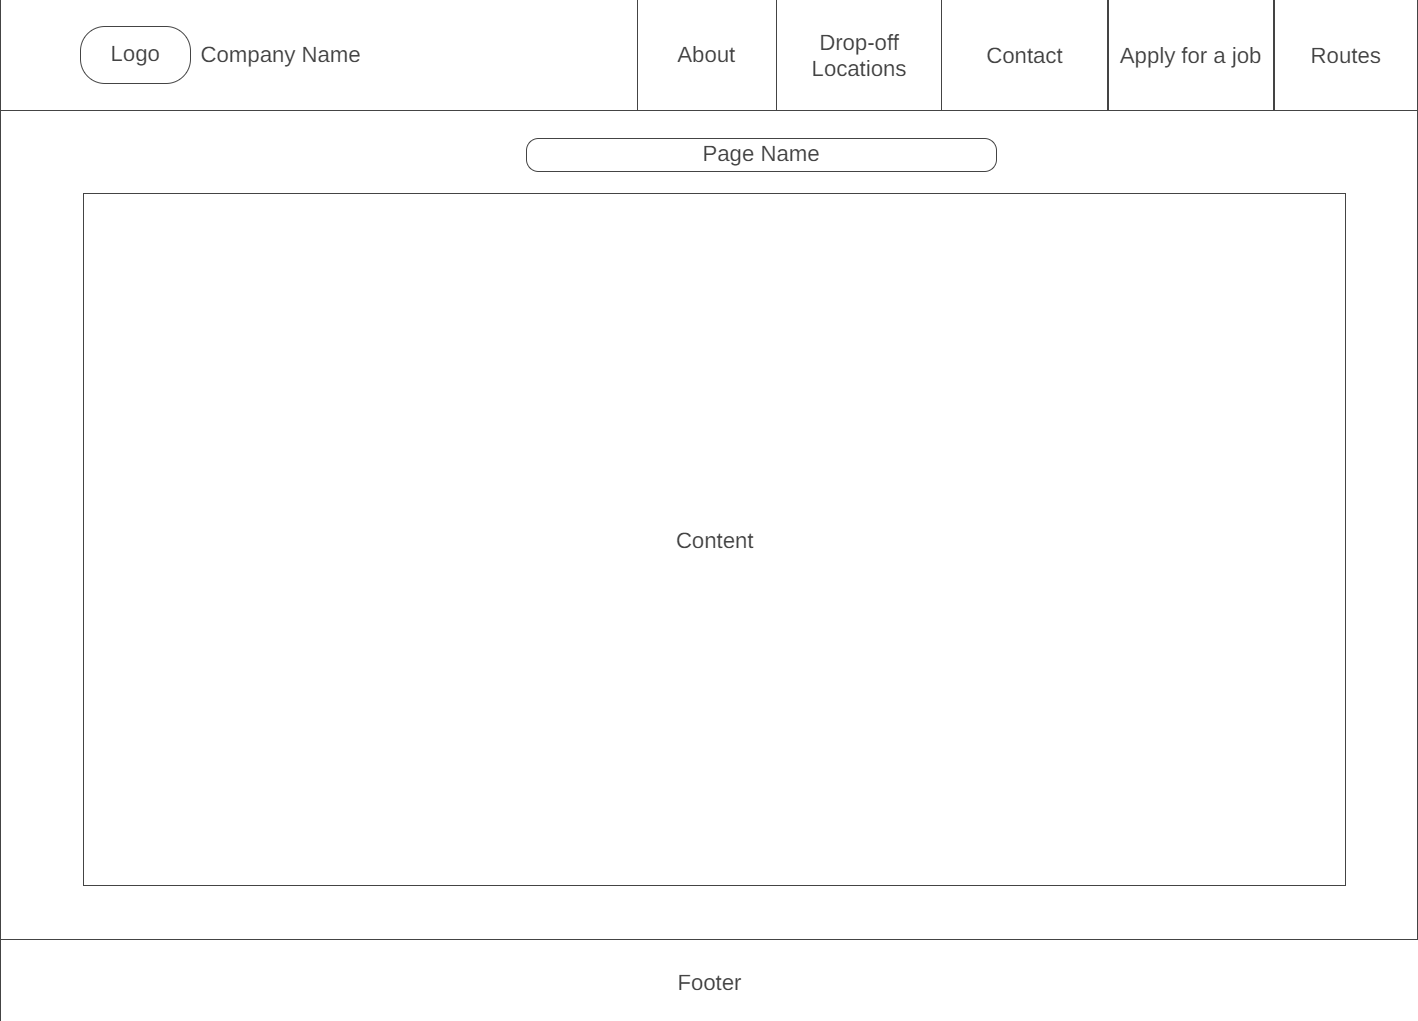 Logo
Company Name
About
Drop-off
Locations
Contact
Apply for a job
Routes
Page Name
Content
Footer